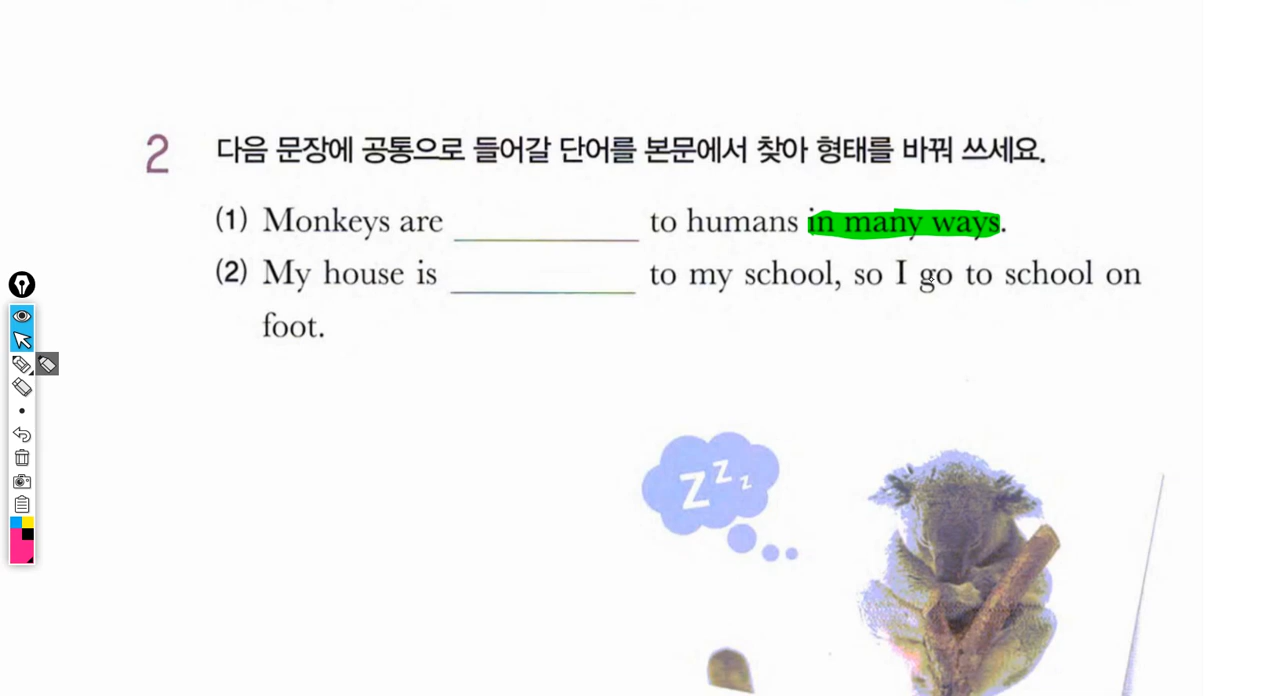 2 다음 문장에 공통으로 들어갈 단어를 본문에서 찾아 형태를 바꿔 쓰세요.
(1) Monkeys are ____________ to humans in many ways.
(2) My house is ____________ to my school, so I go to school on
foot.
Z Z z